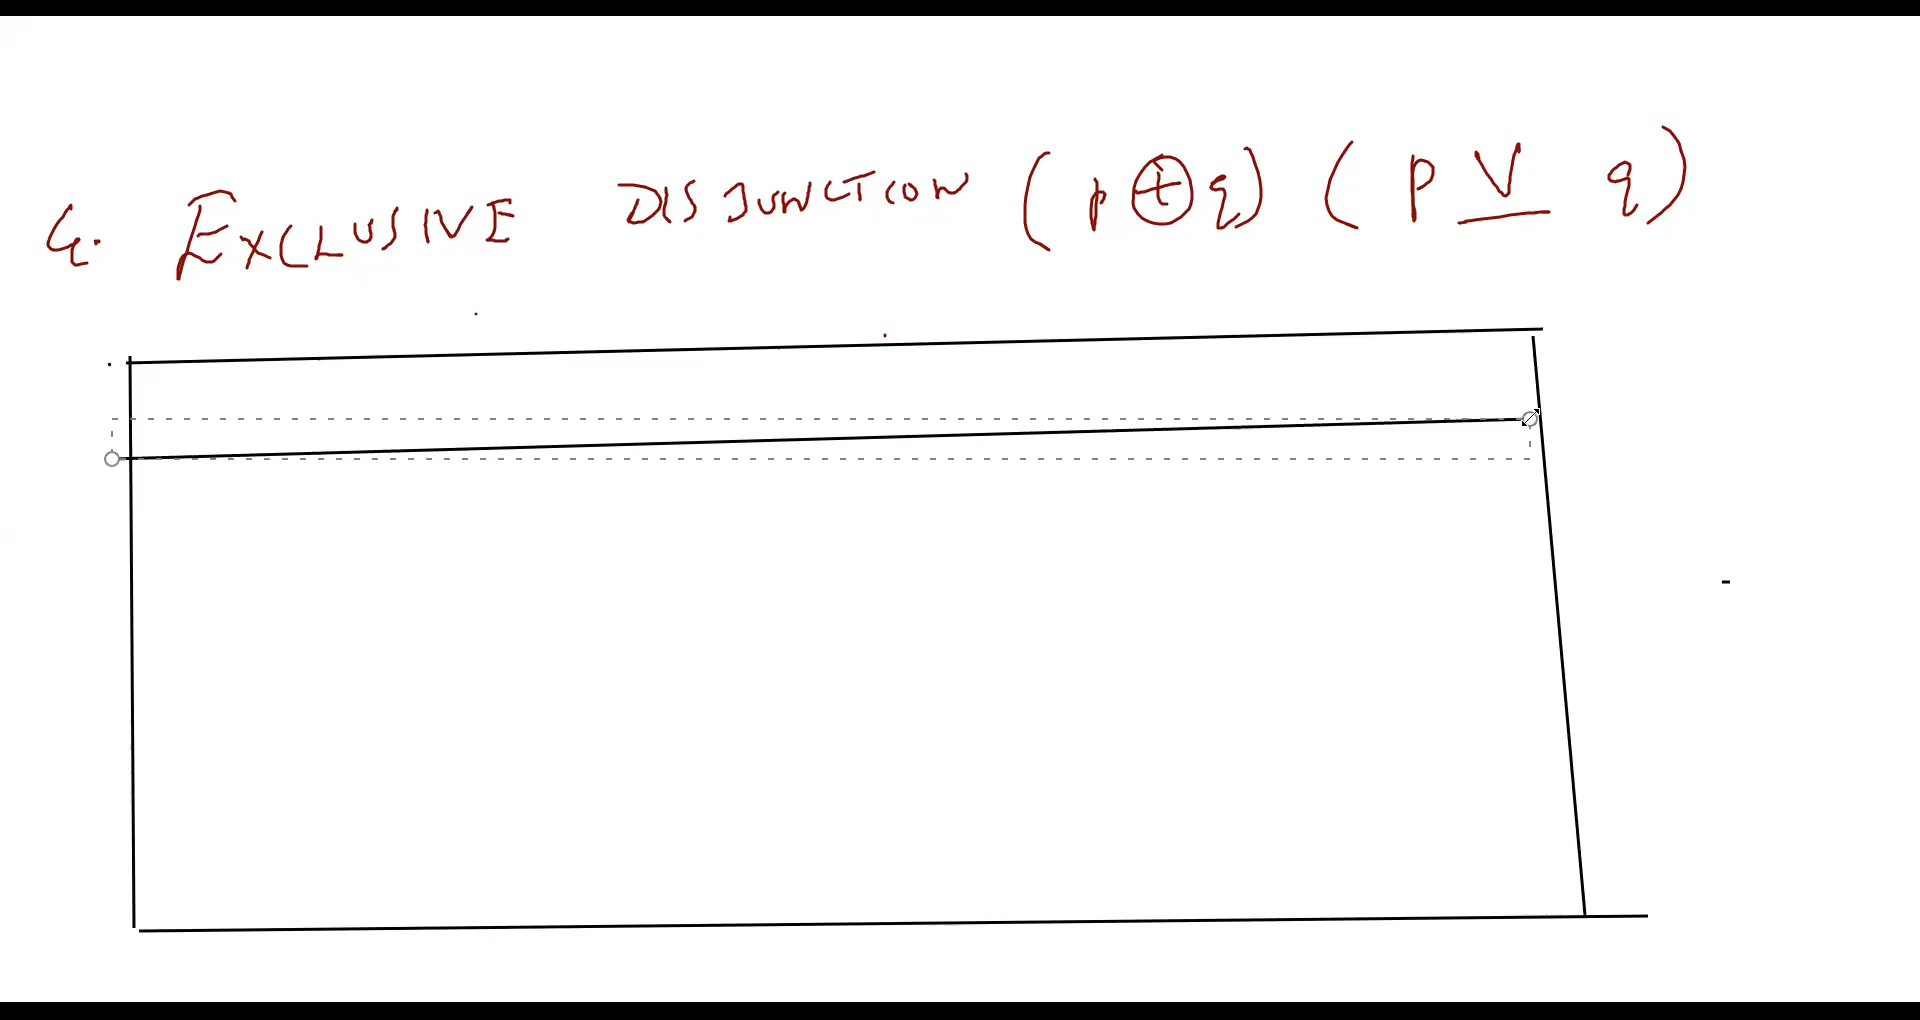 4. EXCLUSIVE DISJUNCTION (p ⊕ q) (p V q)